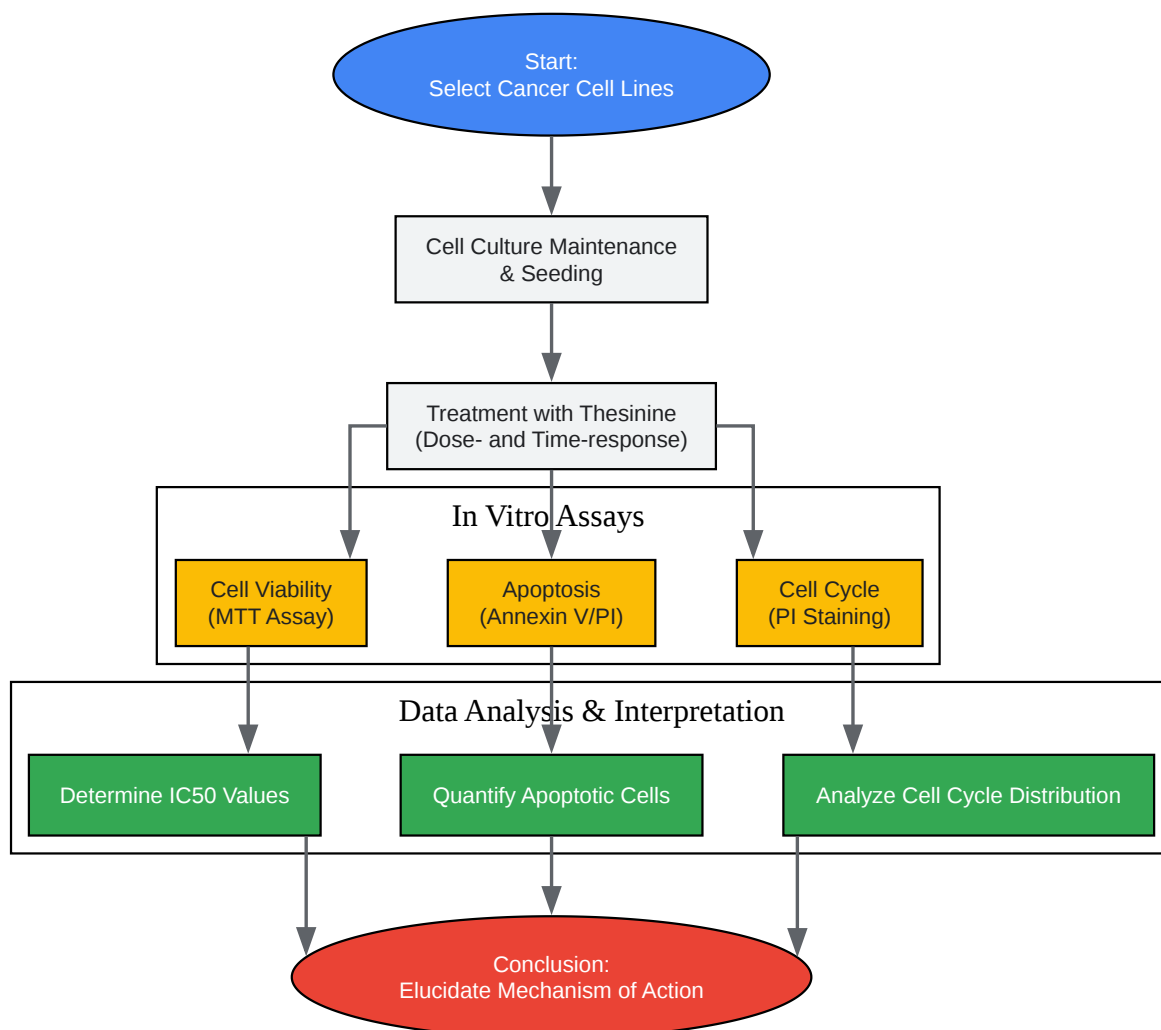 Start:
Select Cancer Cell Lines
Cell Culture Maintenance
& Seeding
Treatment with Thesinine
(Dose- and Time-response)
In Vitro Assays
Cell Viability
(MTT Assay)
Apoptosis
(Annexin V/PI)
Cell Cycle
(PI Staining)
Data Analysis & Interpretation
Determine IC50 Values
Quantify Apoptotic Cells
Analyze Cell Cycle Distribution
Conclusion:
Elucidate Mechanism of Action